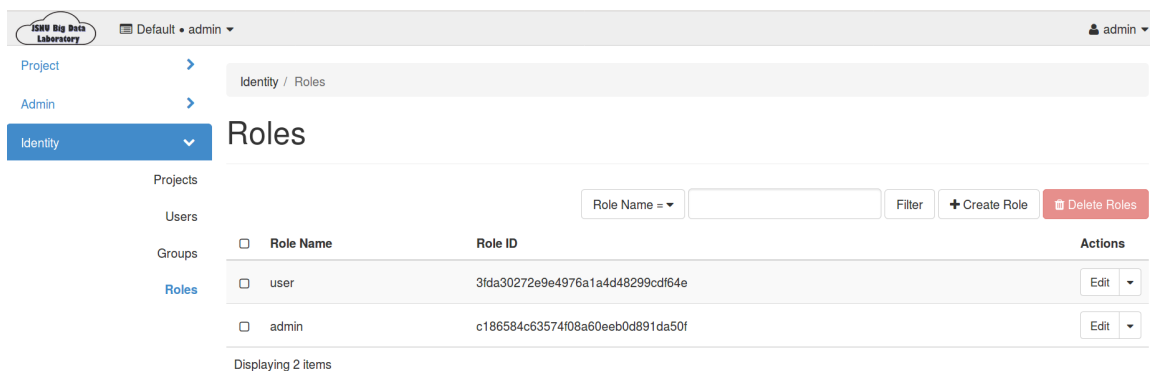 JSNU Big Data
Laboratory
Default • admin
admin
Project
Admin
Identity
Projects
Users
Groups
Roles
Identity / Roles
Roles
Role Name =
Filter
Create Role
Delete Roles
Role Name Role ID Actions
user 3fda30272e9e4976a1a4d48299cdf64e Edit
admin c186584c63574f08a60eeb0d891da50f Edit
Displaying 2 items